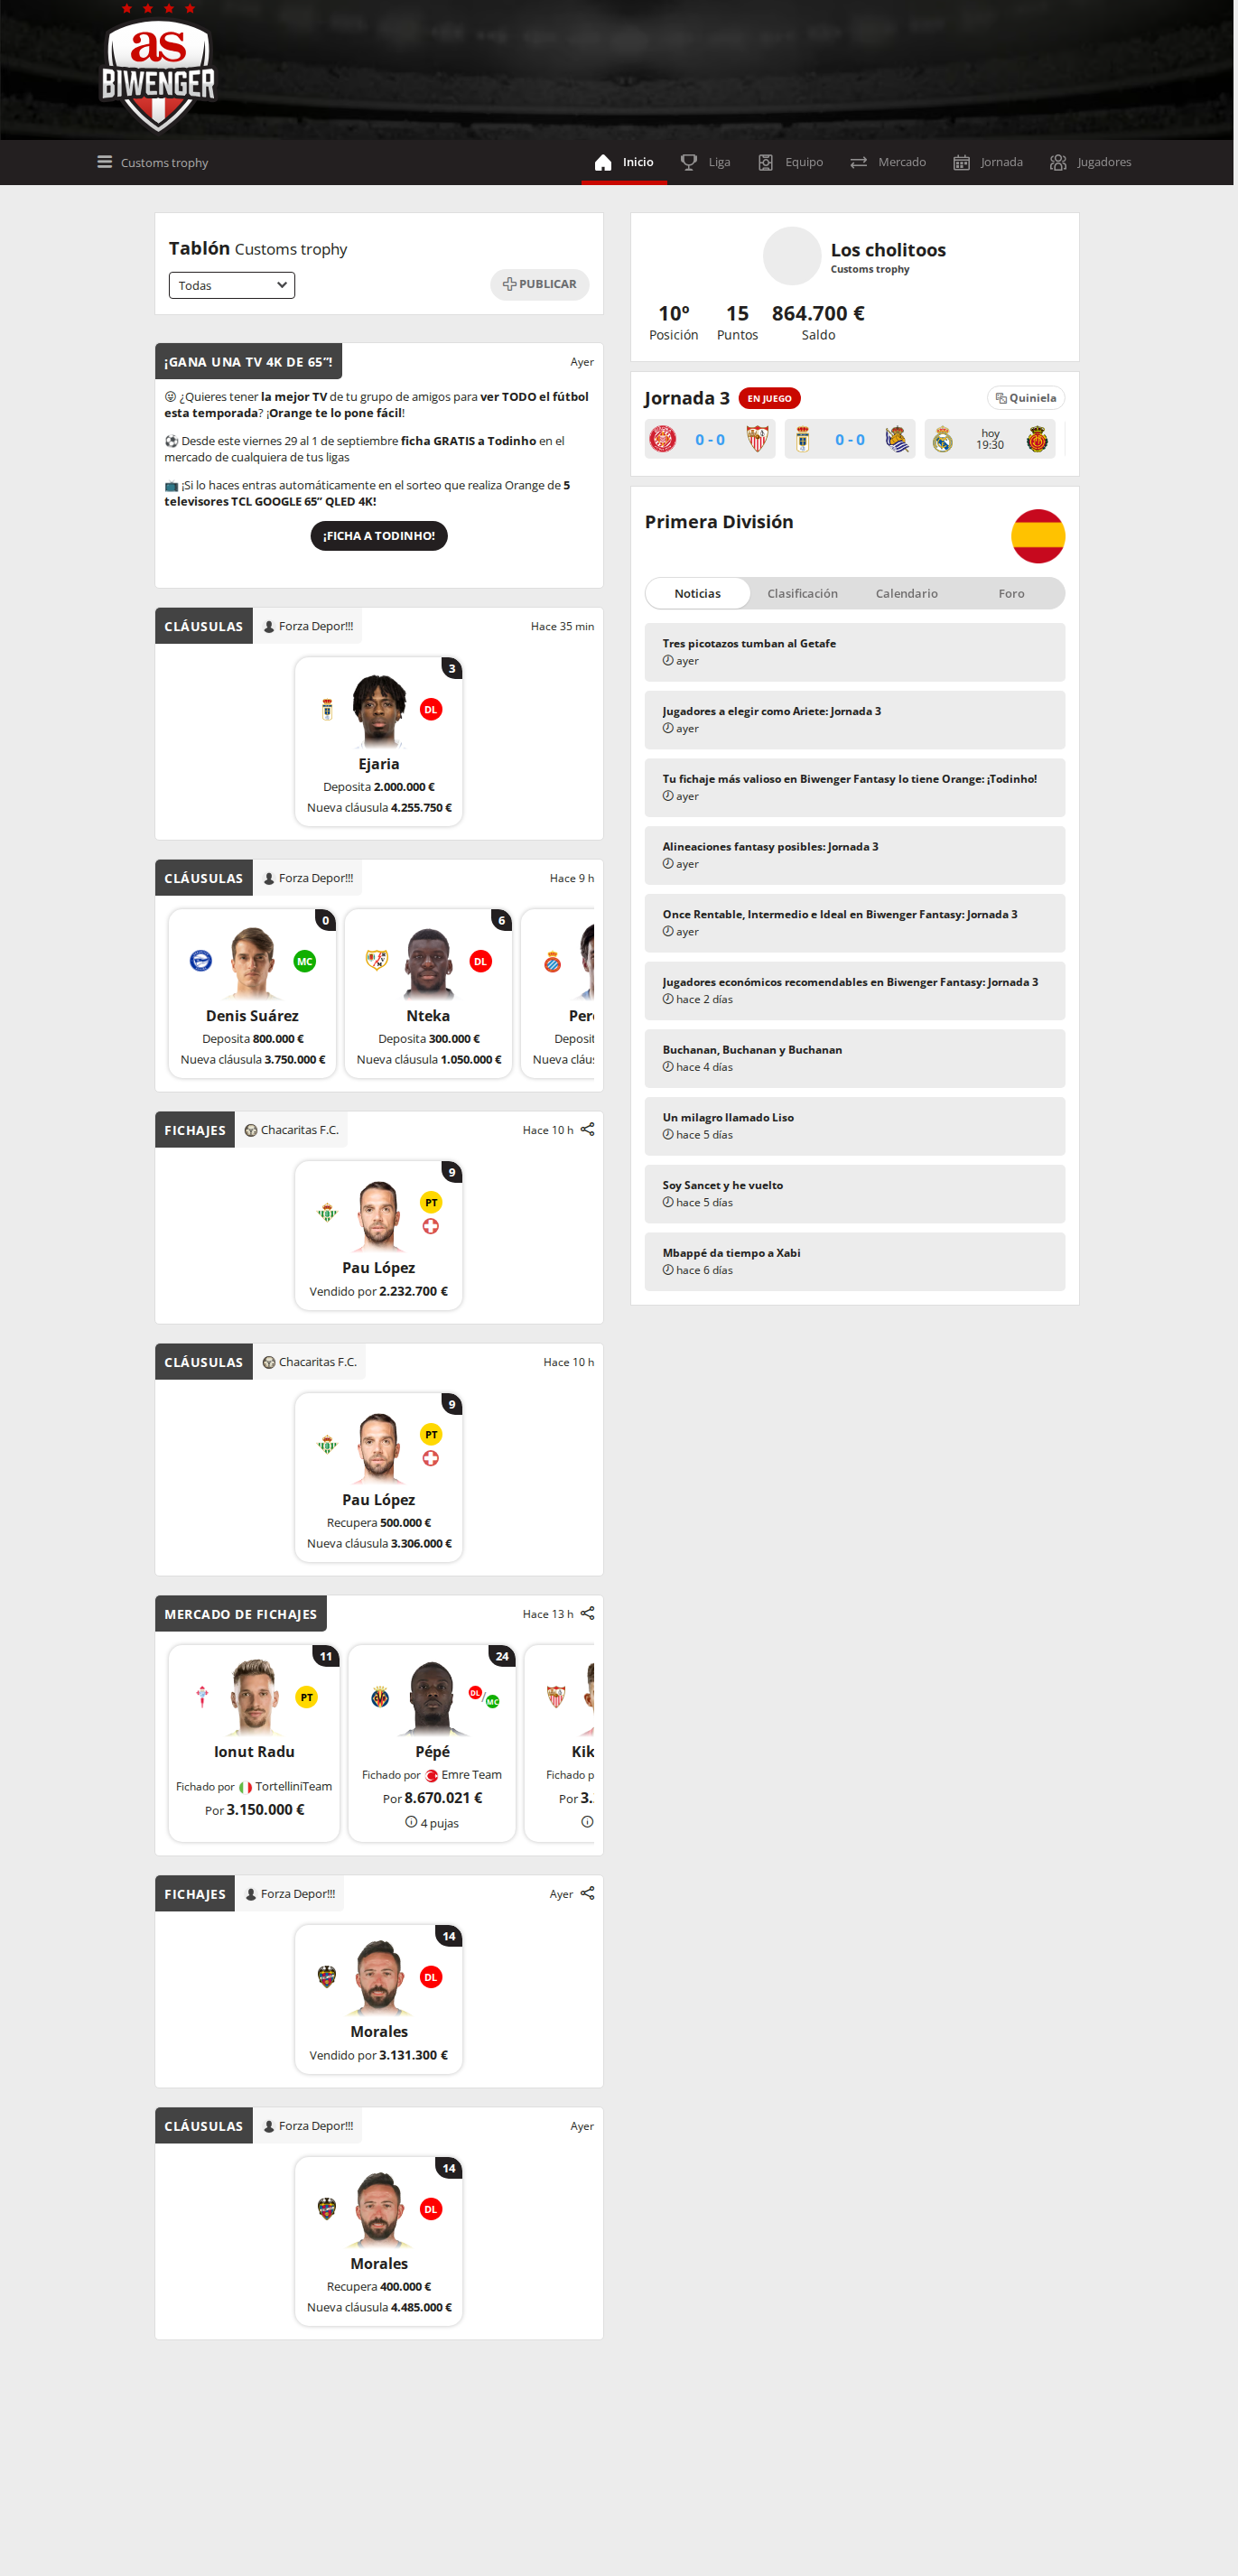 as
BIWENGER
Customs trophy
Inicio
Liga
Equipo
Mercado
Jornada
Jugadores
Tablón Customs trophy
Todas
PUBLICAR
¡GANA UNA TV 4K DE 65”!
Ayer
¿Quieres tener la mejor TV de tu grupo de amigos para ver TODO el fútbol
esta temporada? ¡Orange te lo pone fácil!
Desde este viernes 29 al 1 de septiembre ficha GRATIS a Todinho en el
mercado de cualquiera de tus ligas
¡Si lo haces entras automáticamente en el sorteo que realiza Orange de 5
televisores TCL GOOGLE 65” QLED 4K!
¡FICHA A TODINHO!
CLÁUSULAS
Forza Depor!!!
Hace 35 min
3
DL
Ejaria
Deposita 2.000.000 €
Nueva cláusula 4.255.750 €
CLÁUSULAS
Forza Depor!!!
Hace 9 h
0
MC
Denis Suárez
Deposita 800.000 €
Nueva cláusula 3.750.000 €
6
DL
Nteka
Deposita 300.000 €
Nueva cláusula 1.050.000 €
Per
Deposit
Nueva cláu
FICHAJES
Chacaritas F.C.
Hace 10 h
9
PT
Pau López
Vendido por 2.232.700 €
CLÁUSULAS
Chacaritas F.C.
Hace 10 h
9
PT
Pau López
Recupera 500.000 €
Nueva cláusula 3.306.000 €
MERCADO DE FICHAJES
Hace 13 h
11
PT
Ionut Radu
Fichado por TortelliniTeam
Por 3.150.000 €
24
DL/MC
Pépé
Fichado por Emre Team
Por 8.670.021 €
4 pujas
Kik
Fichado p
Por 3.
FICHAJES
Forza Depor!!!
Ayer
14
DL
Morales
Vendido por 3.131.300 €
CLÁUSULAS
Forza Depor!!!
Ayer
14
DL
Morales
Recupera 400.000 €
Nueva cláusula 4.485.000 €
Los cholitoos
Customs trophy
10º
Posición
15
Puntos
864.700 €
Saldo
Jornada 3
EN JUEGO
Quiniela
0 - 0
0 - 0
hoy
19:30
Primera División
Noticias
Clasificación
Calendario
Foro
Tres picotazos tumban al Getafe
ayer
Jugadores a elegir como Ariete: Jornada 3
ayer
Tu fichaje más valioso en Biwenger Fantasy lo tiene Orange: ¡Todinho!
ayer
Alineaciones fantasy posibles: Jornada 3
ayer
Once Rentable, Intermedio e Ideal en Biwenger Fantasy: Jornada 3
ayer
Jugadores económicos recomendables en Biwenger Fantasy: Jornada 3
hace 2 días
Buchanan, Buchanan y Buchanan
hace 4 días
Un milagro llamado Liso
hace 5 días
Soy Sancet y he vuelto
hace 5 días
Mbappé da tiempo a Xabi
hace 6 días